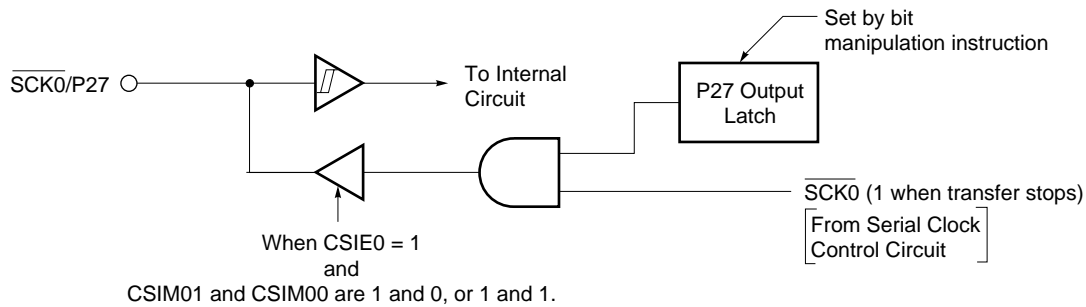 Set by bit
manipulation instruction
SCK0/P27
To Internal
Circuit
P27 Output
Latch
SCK0 (1 when transfer stops)
From Serial Clock
Control Circuit
When CSIE0 = 1
and
CSIM01 and CSIM00 are 1 and 0, or 1 and 1.